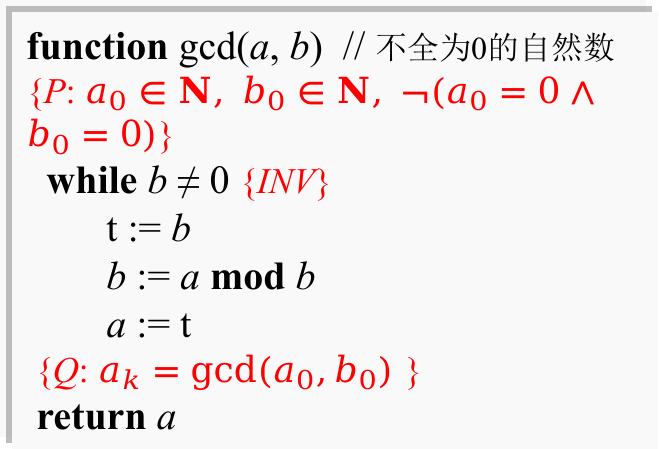 function gcd(a, b) // 不全为0的自然数
{P: a₀ ∈ N, b₀ ∈ N, ¬(a₀ = 0 ∧
b₀ = 0)}
while b ≠ 0 {INV}
t := b
b := a mod b
a := t
{Q: aₖ = gcd(a₀, b₀) }
return a